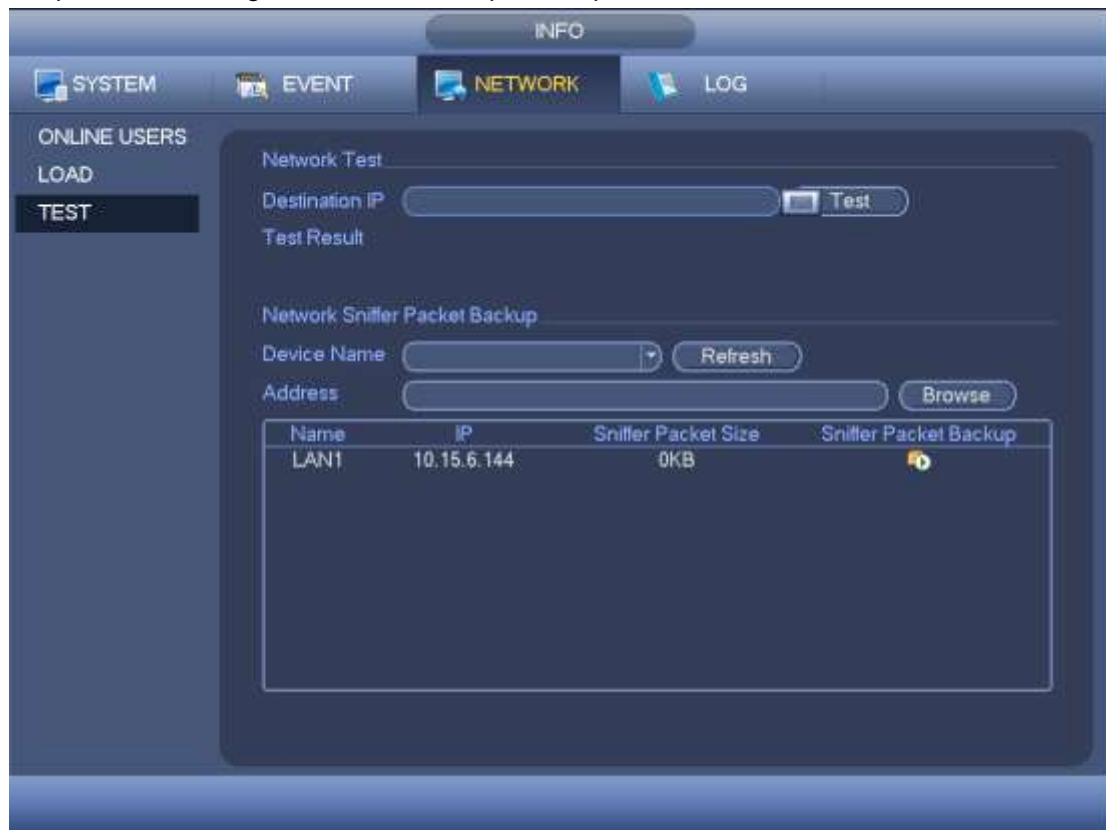 INFO
SYSTEM EVENT NETWORK LOG
ONLINE USERS
LOAD
TEST
Network Test
Destination IP Test
Test Result
Network Sniffer Packet Backup
Device Name Refresh
Address Browse
Name IP Sniffer Packet Size Sniffer Packet Backup
LAN1 10.15.6.144 0KB